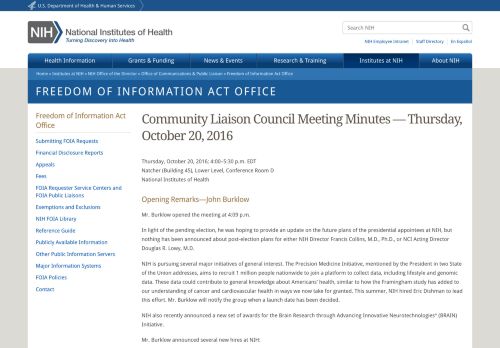 U.S. Department of Health & Human Services
NIH National Institutes of Health
Turning Discovery Into Health
Search NIH
NIH Employee Intranet | Staff Directory | En Español
Health Information
Grants & Funding
News & Events
Research & Training
Institutes at NIH
About NIH
Home » Institutes at NIH » NIH Office of the Director » Office of Communications & Public Liaison » Freedom of Information Act Office
FREEDOM OF INFORMATION ACT OFFICE
Freedom of Information Act
Office
Submitting FOIA Requests
Financial Disclosure Reports
Appeals
Fees
FOIA Requester Service Centers and
FOIA Public Liaisons
Exemptions and Exclusions
NIH FOIA Library
Reference Guide
Publicly Available Information
Other Public Information Servers
Major Information Systems
FOIA Policies
Contact
Community Liaison Council Meeting Minutes — Thursday,
October 20, 2016
Thursday, October 20, 2016; 4:00–5:30 p.m. EDT
Natcher (Building 45), Lower Level, Conference Room D
National Institutes of Health
Opening Remarks—John Burklow
Mr. Burklow opened the meeting at 4:09 p.m.
In light of the pending election, he was hoping to provide an update on the future plans of the presidential appointees at NIH, but
nothing has been announced about post-election plans for either NIH Director Francis Collins, M.D., Ph.D., or NCI Acting Director
Douglas R. Lowy, M.D.
NIH is pursuing several major initiatives of general interest. The Precision Medicine Initiative, mentioned by the President in two State
of the Union addresses, aims to recruit 1 million people nationwide to join a platform to collect data, including lifestyle and genomic
data. These data could contribute to general knowledge about Americans' health, similar to how the Framingham study has added to
our understanding of cancer and cardiovascular health in ways we now take for granted. This summer, NIH hired Eric Dishman to lead
this effort. Mr. Burklow will notify the group when a launch date has been decided.
NIH also recently announced a new set of awards for the Brain Research through Advancing Innovative Neurotechnologies® (BRAIN)
Initiative.
Mr. Burklow announced several new hires at NIH: